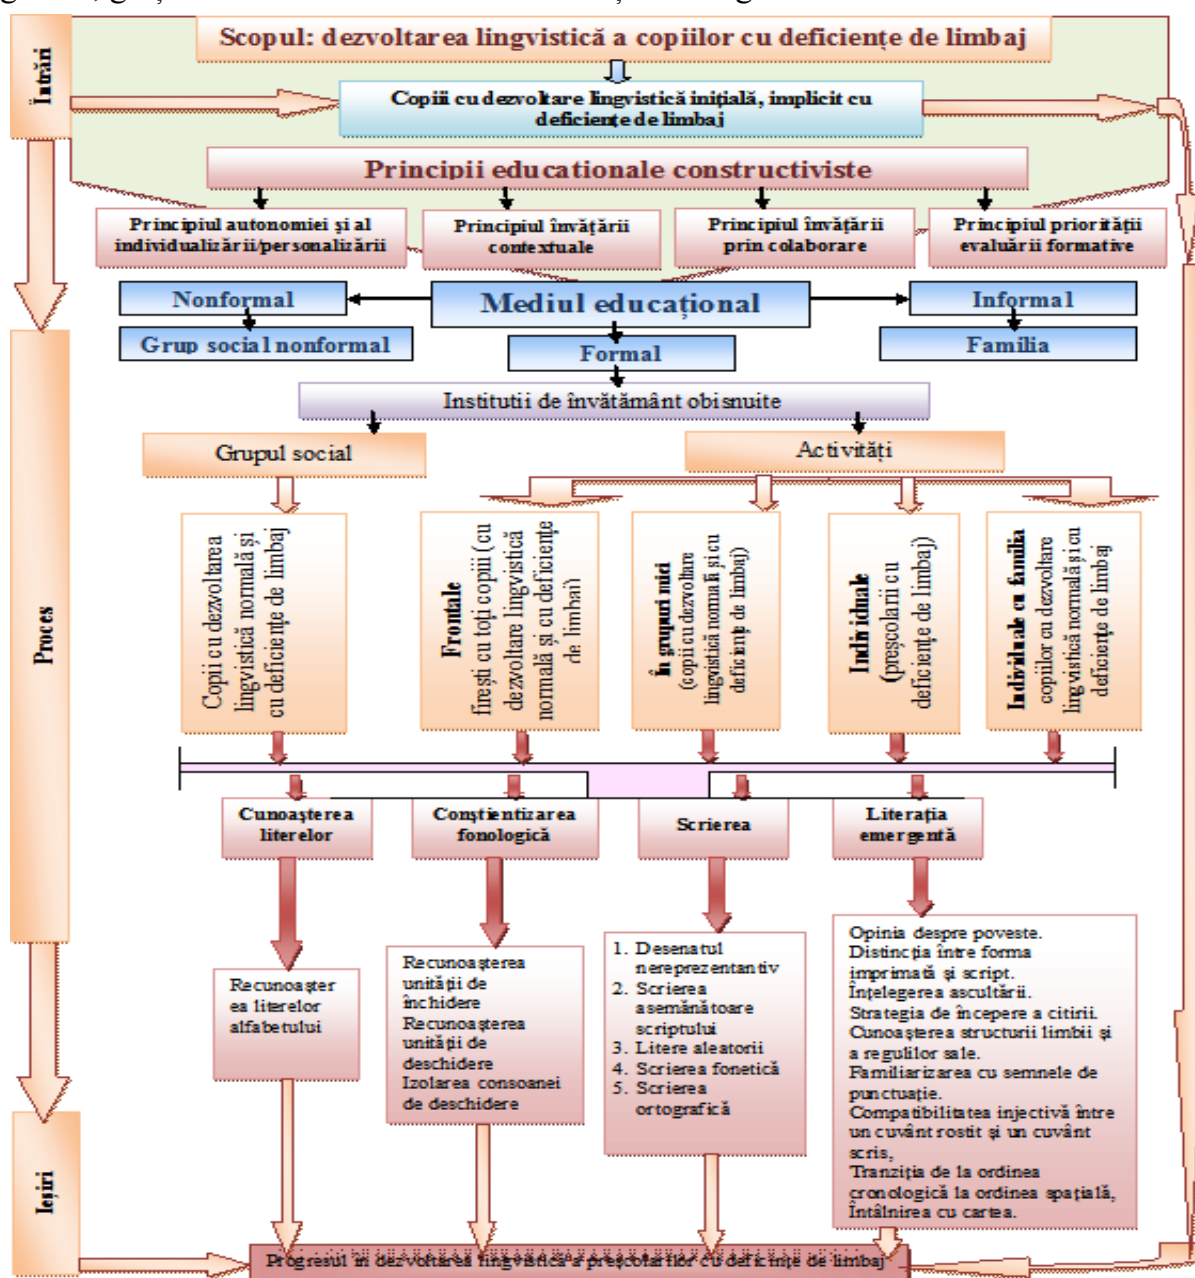 Scopul: dezvoltarea lingvistică a copiilor cu deficiențe de limbaj
Intrări
Copiii cu dezvoltare lingvistică inițială, implicit cu
deficiențe de limbaj
Principii educaționale constructiviste
Principiul autonomiei și al
individualizării/personalizării
Principiul învățării
contextuale
Principiul învățării
prin colaborare
Principiul priorității
evaluării formative
Nonformal
Mediul educațional
Informal
Grup social nonformal
Formal
Familia
Institutii de învătământ obisnuite
Grupul social
Activități
Proces
Copii cu dezvoltarea
lingvistică normală și
cu deficiențe de limbaj
Frontale
firești cu toți copiii (cu
dezvoltare lingvistică
normală și cu deficiențe
de limbaj)
În grupuri mici
(copii cu dezvoltare
lingvistică normală și cu
deficiențe de limbaj)
Individuale
(preșcolarii cu
deficiențe de limbaj)
Individuale cu familia
copiilor cu dezvoltare
lingvistică normală și cu
deficiențe de limbaj
Cunoașterea
literelor
Conștientizarea
fonologică
Scrierea
Literația
emergentă
Recunoașter
ea literelor
alfabetului
Recunoașterea
unității de
închidere
Recunoașterea
unității de
deschidere
Izolarea consoanei
de deschidere
1. Desenatul
nereprezentantiv
2. Scrierea
asemănătoare
scriptului
3. Litere aleatorii
4. Scrierea fonetică
5. Scrierea
ortografică
Opinia despre poveste.
Distincția între forma
imprimată și script.
Înțelegerea ascultării.
Strategia de începere a citirii.
Cunoașterea structurii limbii și
a regulilor sale.
Familiarizarea cu semnele de
punctuație.
Compatibilitatea injectivă între
un cuvânt rostit și un cuvânt
scris,
Tranziția de la ordinea
cronologică la ordinea spațială,
Întâlnirea cu cartea.
Ieșiri
Progresul în dezvoltarea lingvistică a preșcolarilor cu deficințe de limbaj